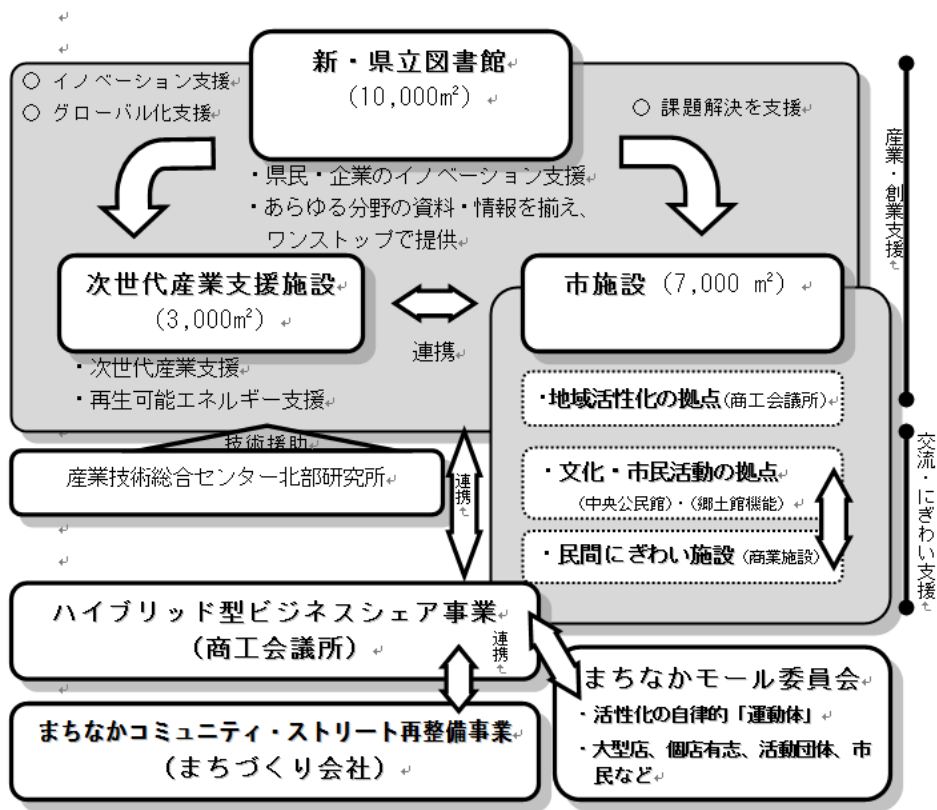 新・県立図書館
(10,000㎡)
○ イノベーション支援
○ グローバル化支援
○ 課題解決を支援
・県民・企業のイノベーション支援
・あらゆる分野の資料・情報を揃え、
ワンストップで提供
産業・創業支援
次世代産業支援施設
(3,000㎡)
連携
市施設 (7,000 ㎡)
・次世代産業支援
・再生可能エネルギー支援
・地域活性化の拠点(商工会議所)
技術援助
産業技術総合センター北部研究所
連携
・文化・市民活動の拠点
(中央公民館)・(郷土館機能)
・民間にぎわい施設 (商業施設)
交流・にぎわい支援
ハイブリッド型ビジネスシェア事業
(商工会議所)
連携
まちなかコミュニティ・ストリート再整備事業
(まちづくり会社)
まちなかモール委員会
・活性化の自律的「運動体」
・大型店、個店有志、活動団体、市
民など